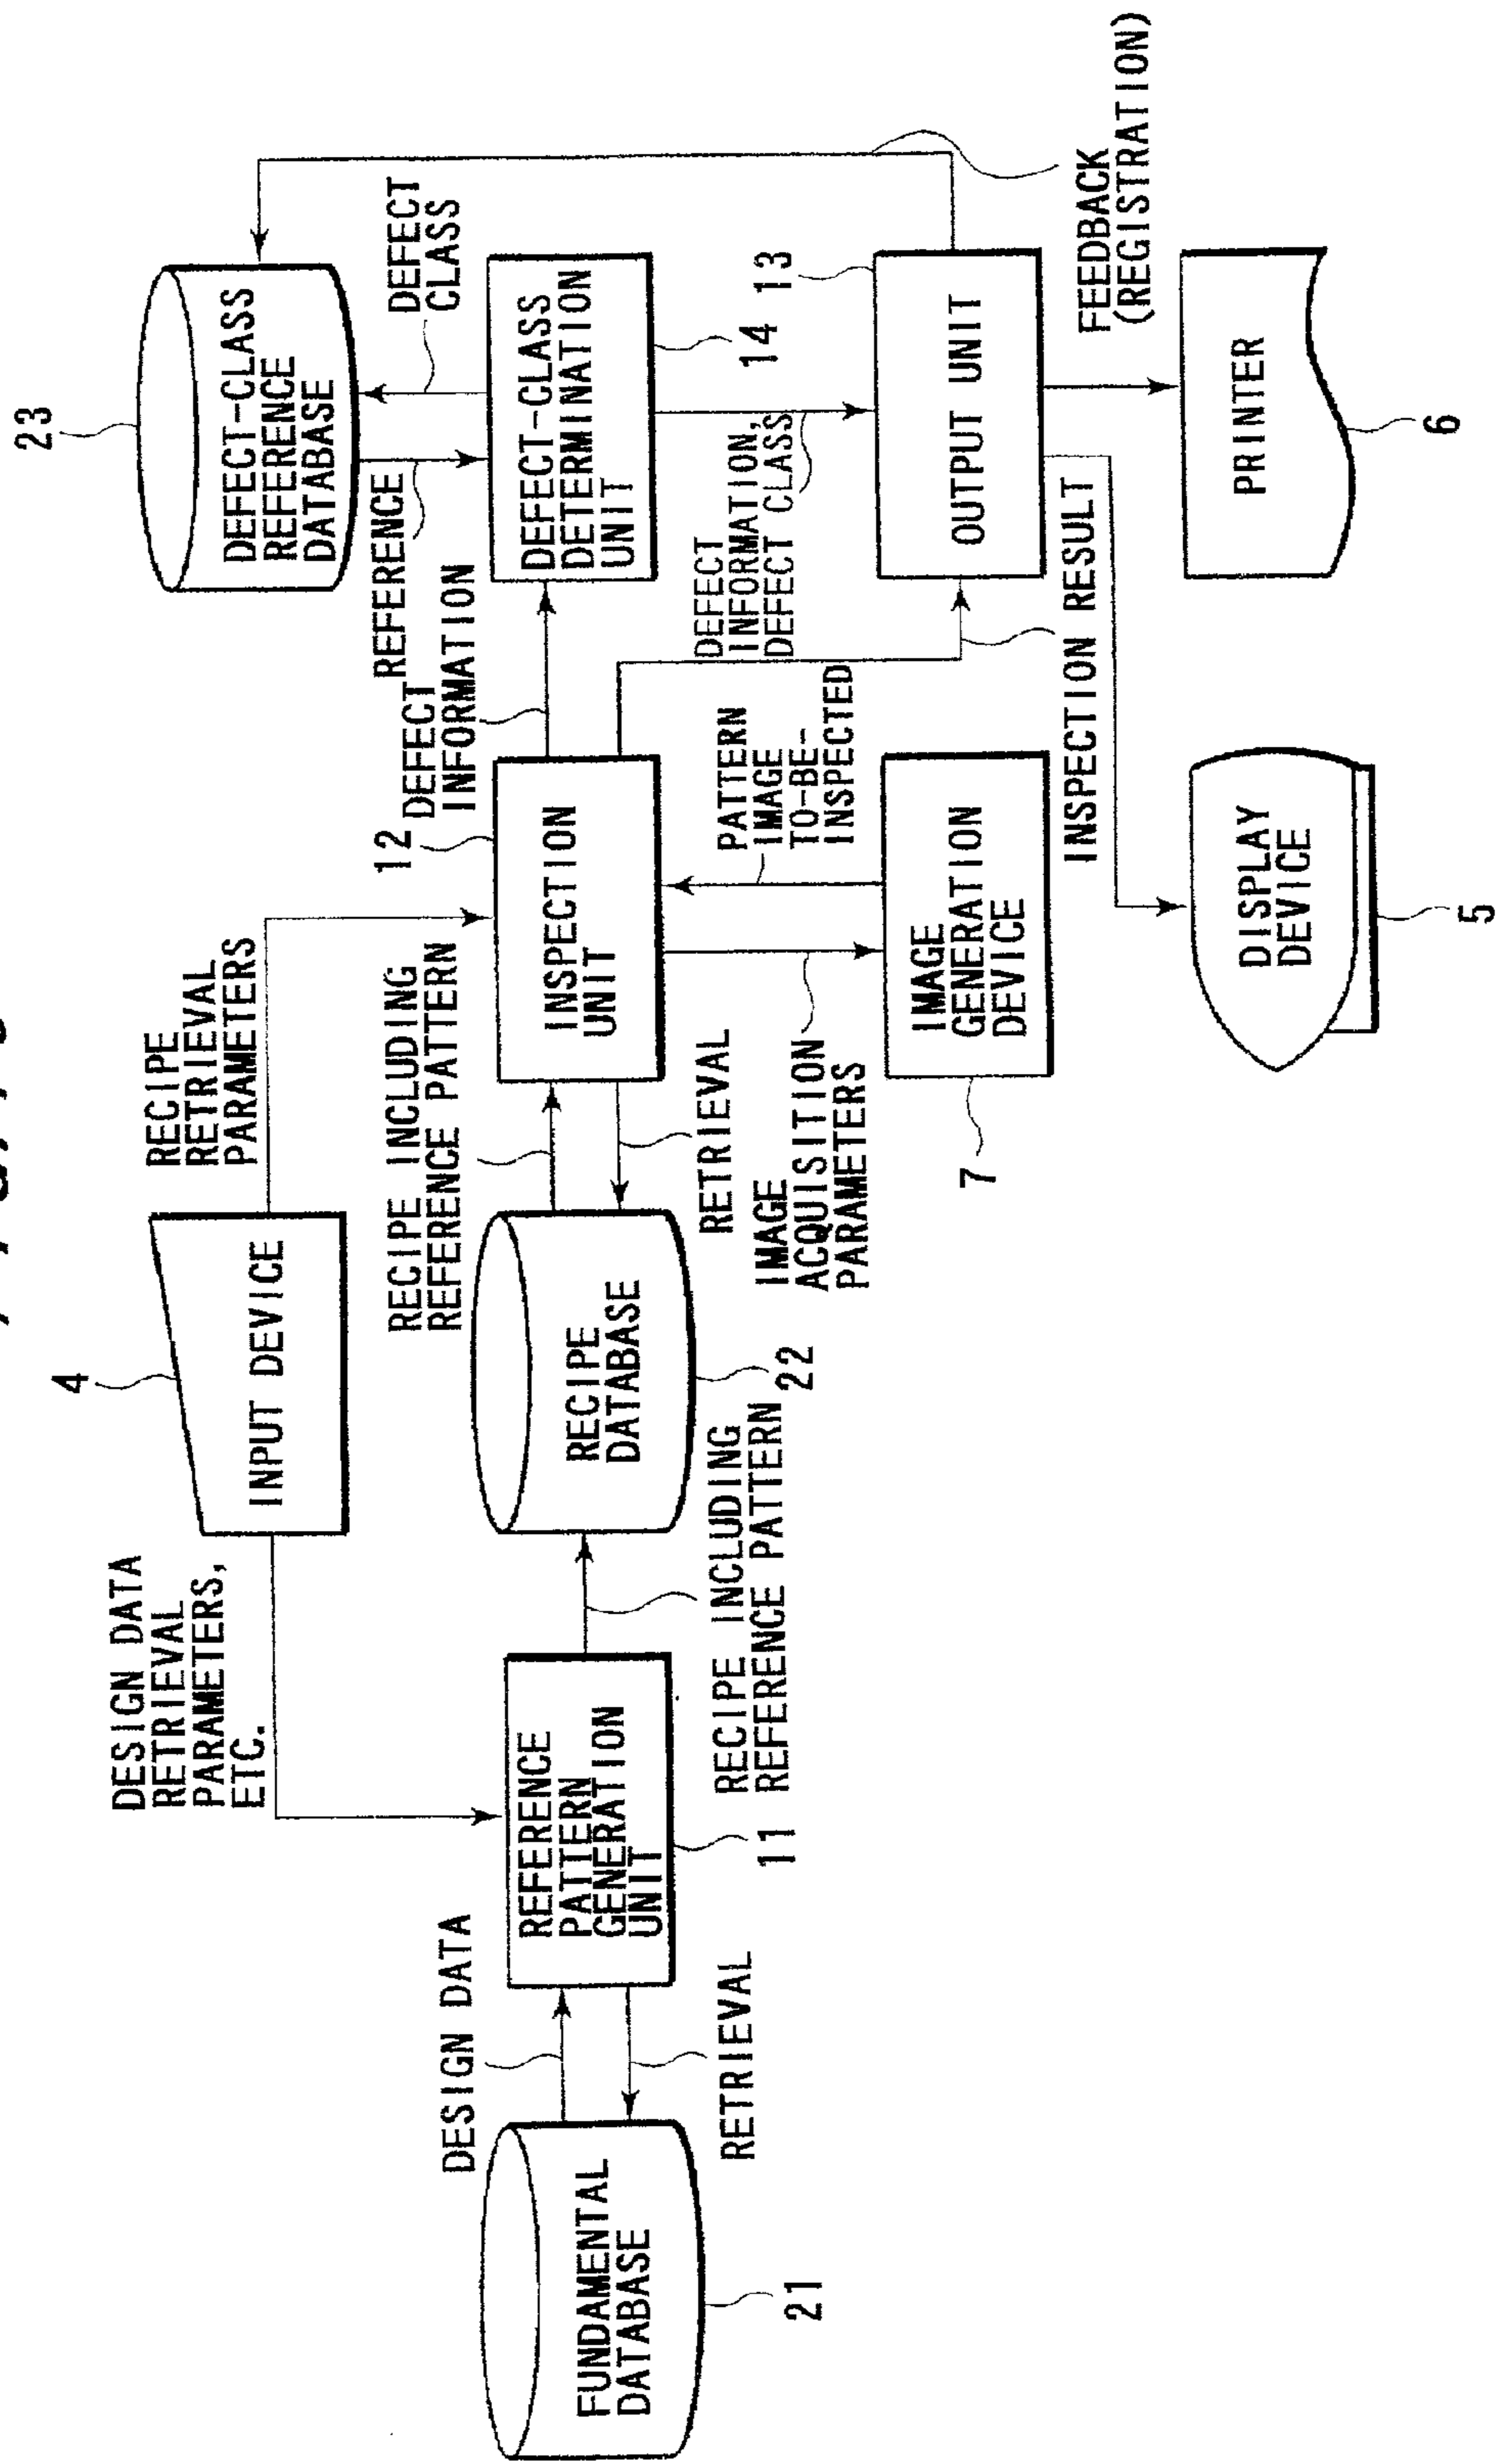 4
INPUT DEVICE
DESIGN DATA
RETRIEVAL
PARAMETERS,
ETC.
RECIPE
RETRIEVAL
PARAMETERS
FUNDAMENTAL
DATABASE
21
DESIGN DATA
RETRIEVAL
REFERENCE
PATTERN
GENERATION
UNIT
11
RECIPE INCLUDING
REFERENCE PATTERN
RECIPE
DATABASE
22
RECIPE INCLUDING
REFERENCE PATTERN
RETRIEVAL
12
INSPECTION
UNIT
IMAGE
ACQUISITION
PARAMETERS
PATTERN
IMAGE
TO-BE-
INSPECTED
IMAGE
GENERATION
DEVICE
7
DEFECT
INFORMATION
23
DEFECT-CLASS
REFERENCE
DATABASE
REFERENCE
DEFECT
CLASS
DEFECT-CLASS
DETERMINATION
UNIT
14
DEFECT
INFORMATION,
DEFECT CLASS
13
OUTPUT UNIT
INSPECTION RESULT
FEEDBACK
(REGISTRATION)
DISPLAY
DEVICE
5
PRINTER
6